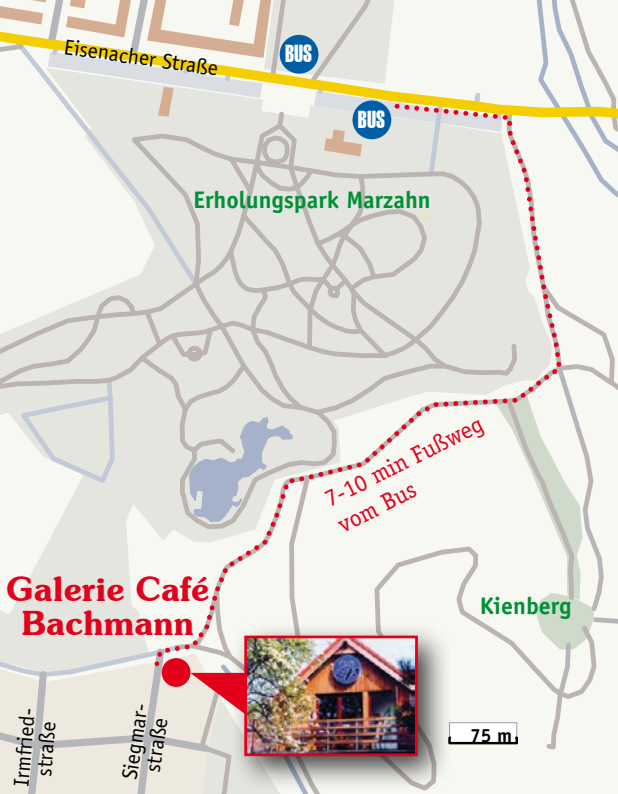 BUS
Eisenacher Straße
BUS
Erholungspark Marzahn
7-10 min Fußweg
vom Bus
Galerie Café
Bachmann
Kienberg
Irmfried-
straße
Siegmar-
straße
75 m